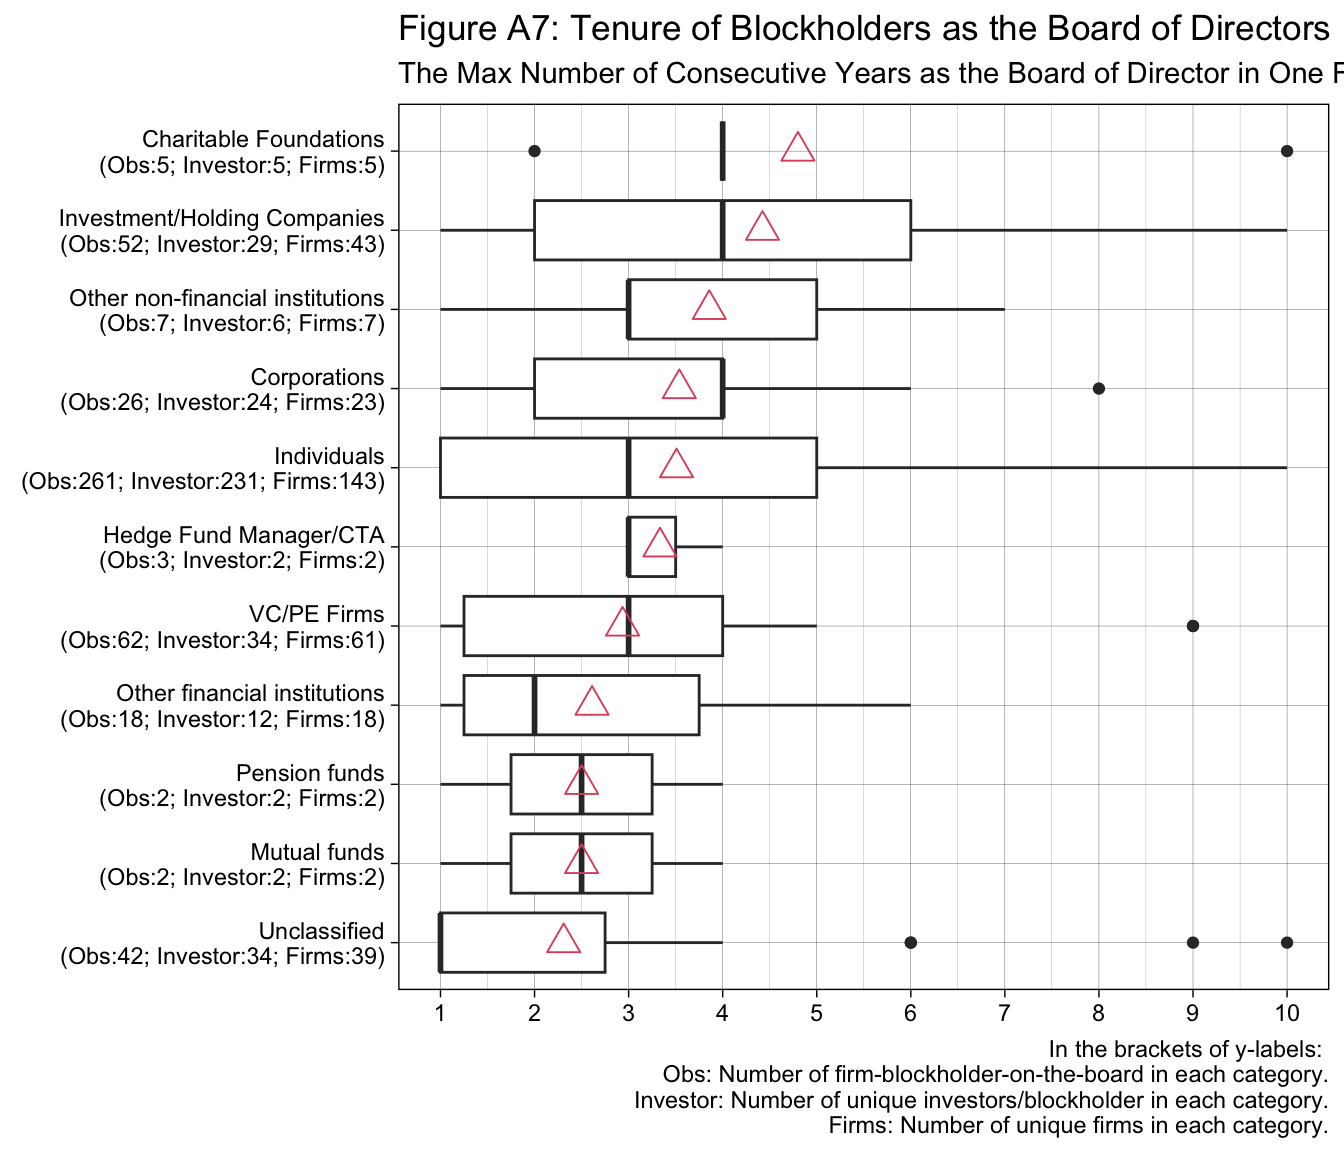 Figure A7: Tenure of Blockholders as the Board of Directors
The Max Number of Consecutive Years as the Board of Director in One
Charitable Foundations
(Obs:5; Investor:5; Firms:5)
Investment/Holding Companies
(Obs:52; Investor:29; Firms:43)
Other non-financial institutions
(Obs:7; Investor:6; Firms:7)
Corporations
(Obs:26; Investor:24; Firms:23)
Individuals
(Obs:261; Investor:231; Firms:143)
Hedge Fund Manager/CTA
(Obs:3; Investor:2; Firms:2)
VC/PE Firms
(Obs:62; Investor:34; Firms:61)
Other financial institutions
(Obs:18; Investor:12; Firms:18)
Pension funds
(Obs:2; Investor:2; Firms:2)
Mutual funds
(Obs:2; Investor:2; Firms:2)
Unclassified
(Obs:42; Investor:34; Firms:39)
1 2 3 4 5 6 7 8 9 10
In the brackets of y-labels:
Obs: Number of firm-blockholder-on-the-board in each category.
Investor: Number of unique investors/blockholder in each category.
Firms: Number of unique firms in each category.